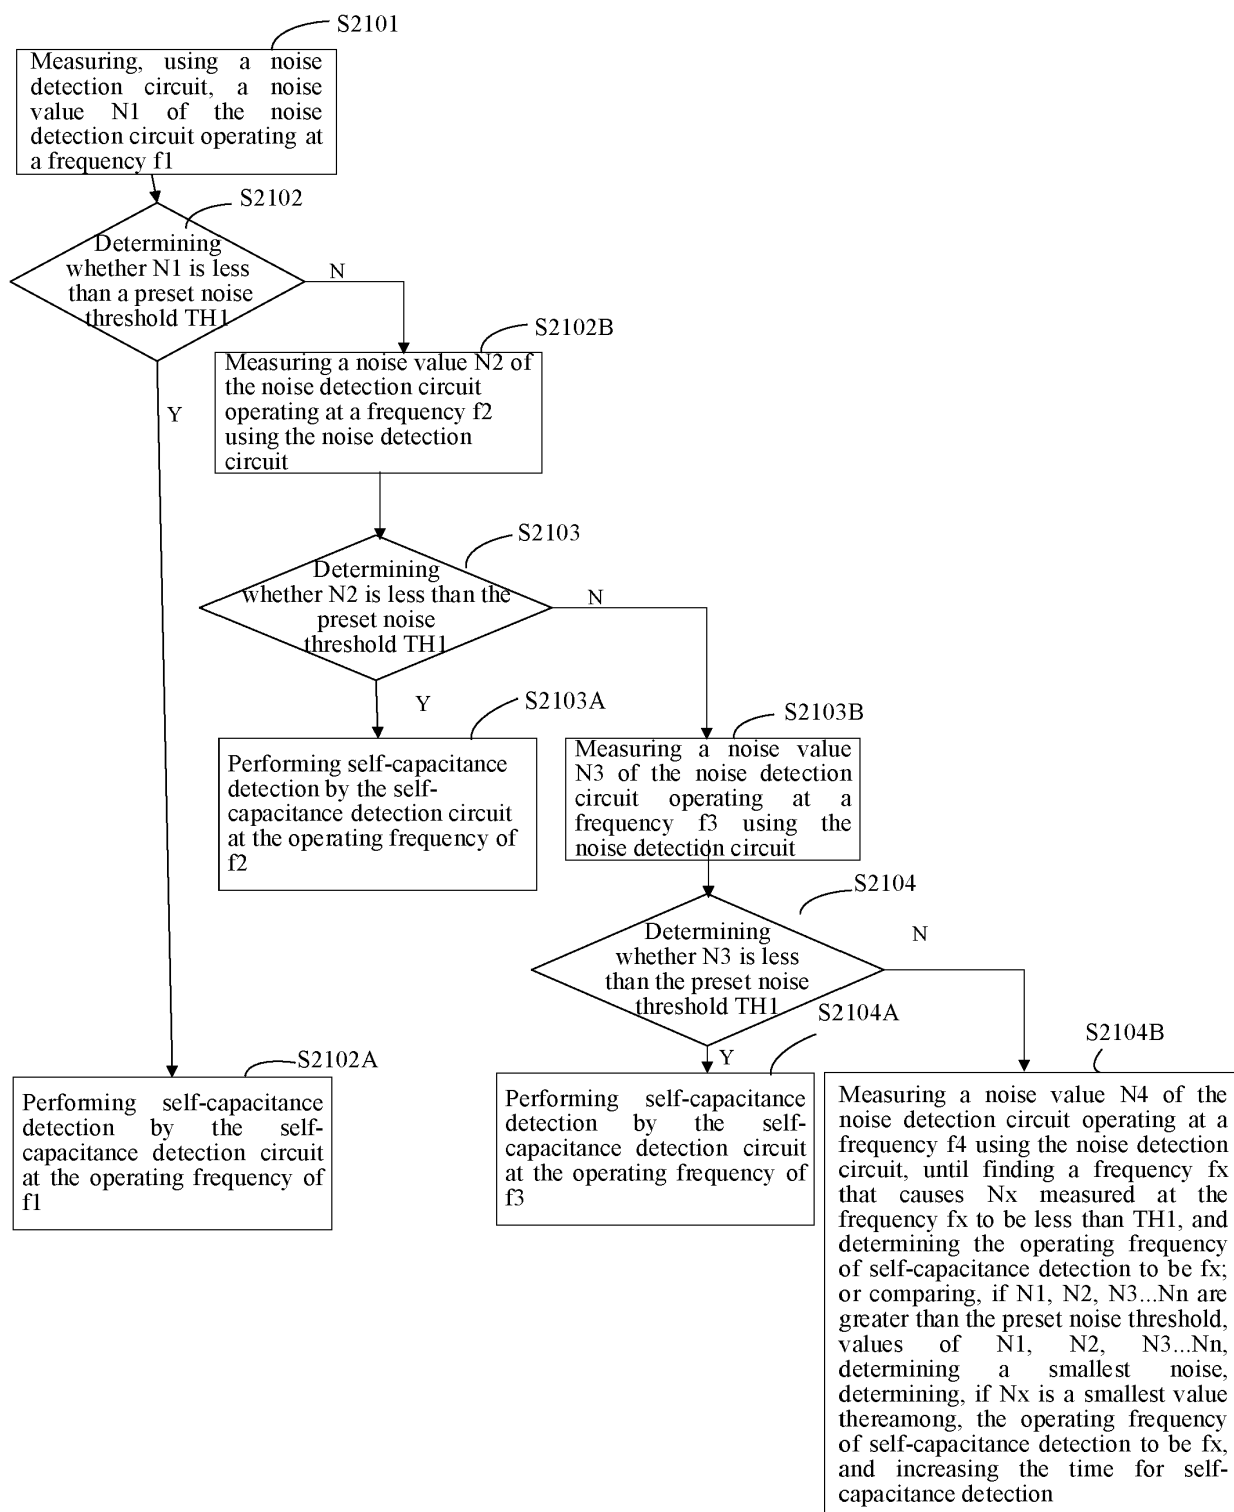 S2101
Measuring, using a noise
detection circuit, a noise
value N1 of the noise
detection circuit operating at
a frequency f1
S2102
Determining
whether N1 is less
than a preset noise
threshold TH1
N
Y
S2102B
Measuring a noise value N2 of
the noise detection circuit
operating at a frequency f2
using the noise detection
circuit
S2103
Determining
whether N2 is less than the
preset noise
threshold TH1
N
Y
S2103A
Performing self-capacitance
detection by the self-
capacitance detection circuit
at the operating frequency of
f2
S2103B
Measuring a noise value
N3 of the noise detection
circuit operating at a
frequency f3 using the
noise detection circuit
S2104
Determining
whether N3 is less
than the preset noise
threshold TH1
N
Y
S2102A
Performing self-capacitance
detection by the self-
capacitance detection circuit
at the operating frequency of
f1
S2104A
Performing self-capacitance
detection by the self-
capacitance detection circuit
at the operating frequency of
f3
S2104B
Measuring a noise value N4 of the
noise detection circuit operating at a
frequency f4 using the noise detection
circuit, until finding a frequency fx
that causes Nx measured at the
frequency fx to be less than TH1, and
determining the operating frequency
of self-capacitance detection to be fx;
or comparing, if N1, N2, N3...Nn are
greater than the preset noise threshold,
values of N1, N2, N3...Nn,
determining a smallest noise,
determining, if Nx is a smallest value
thereamong, the operating frequency
of self-capacitance detection to be fx,
and increasing the time for self-
capacitance detection